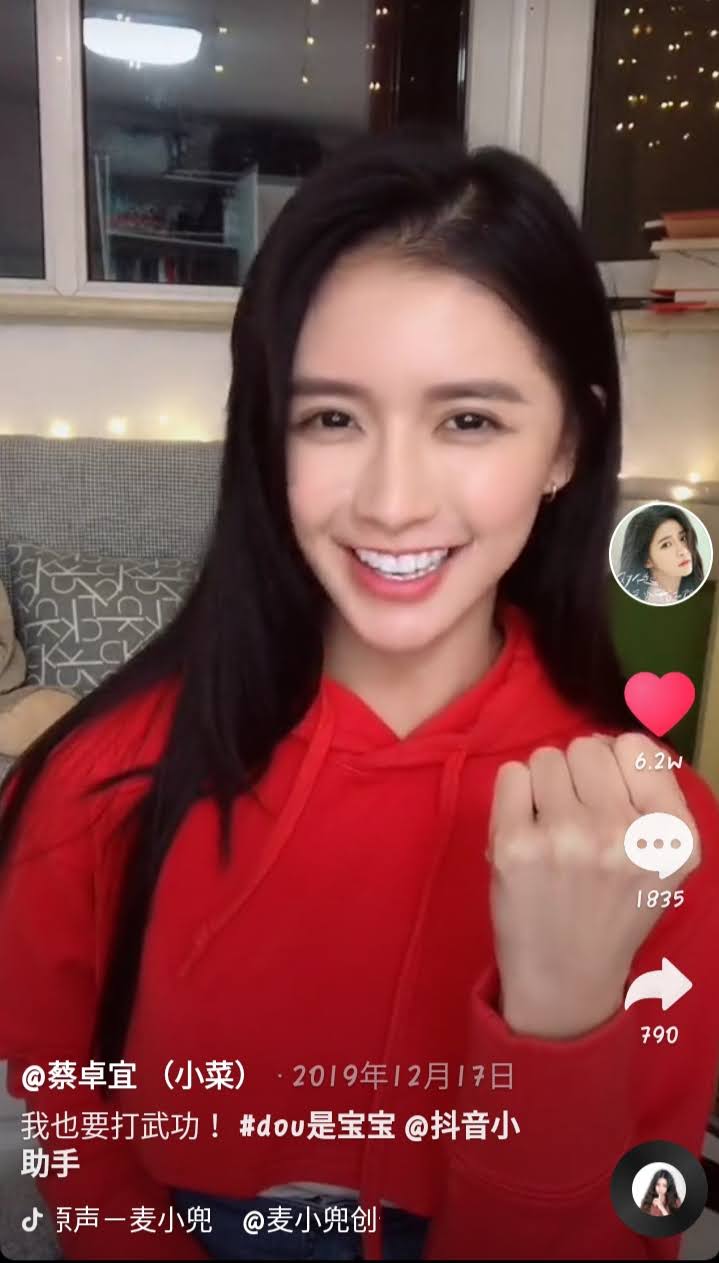 6.2w
1835
790
@蔡卓宜 （小菜） · 2019年12月17日
我也要打武功！ #dou是宝宝 @抖音小
助手
原声－麦小兜 @麦小兜创